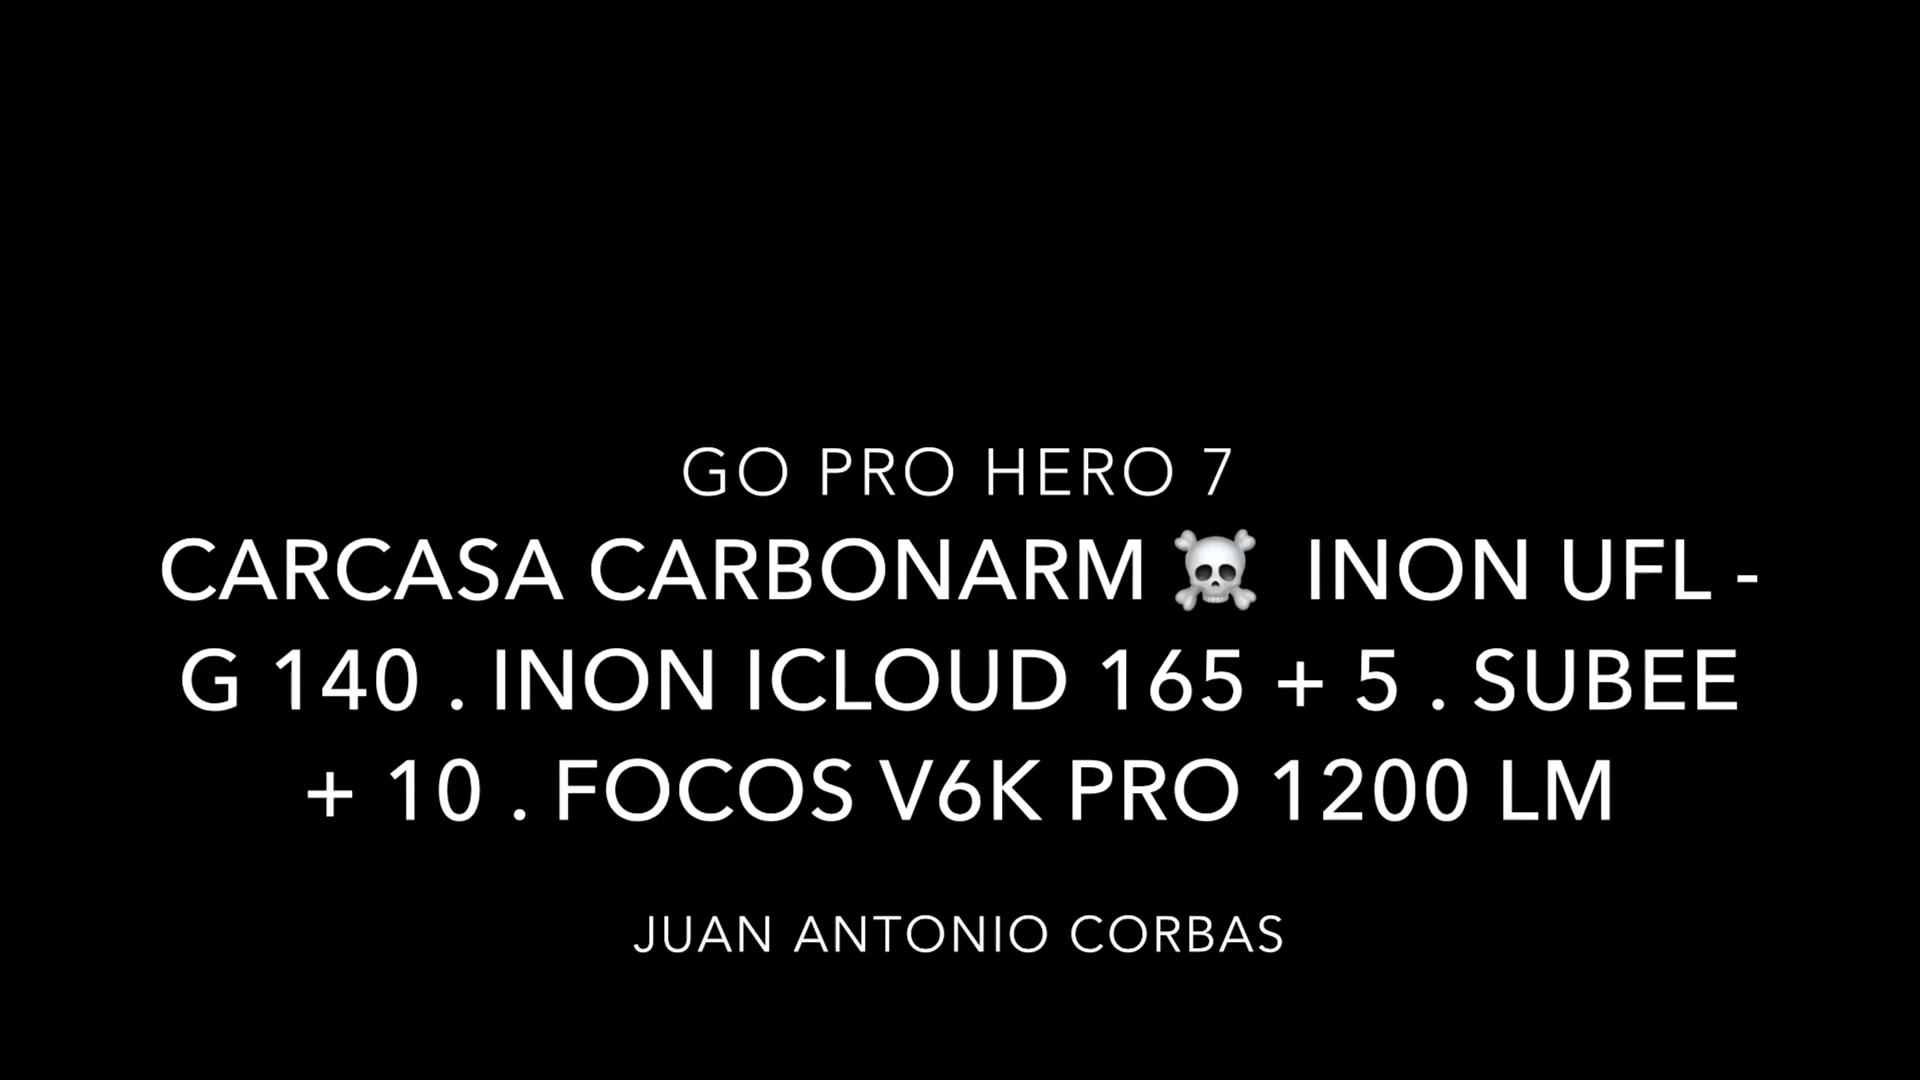 GO PRO HERO 7
CARCASA CARBONARM ☠️ INON UFL -
G 140 . INON ICLOUD 165 + 5 . SUBEE
+ 10 . FOCOS V6K PRO 1200 LM
JUAN ANTONIO CORBAS